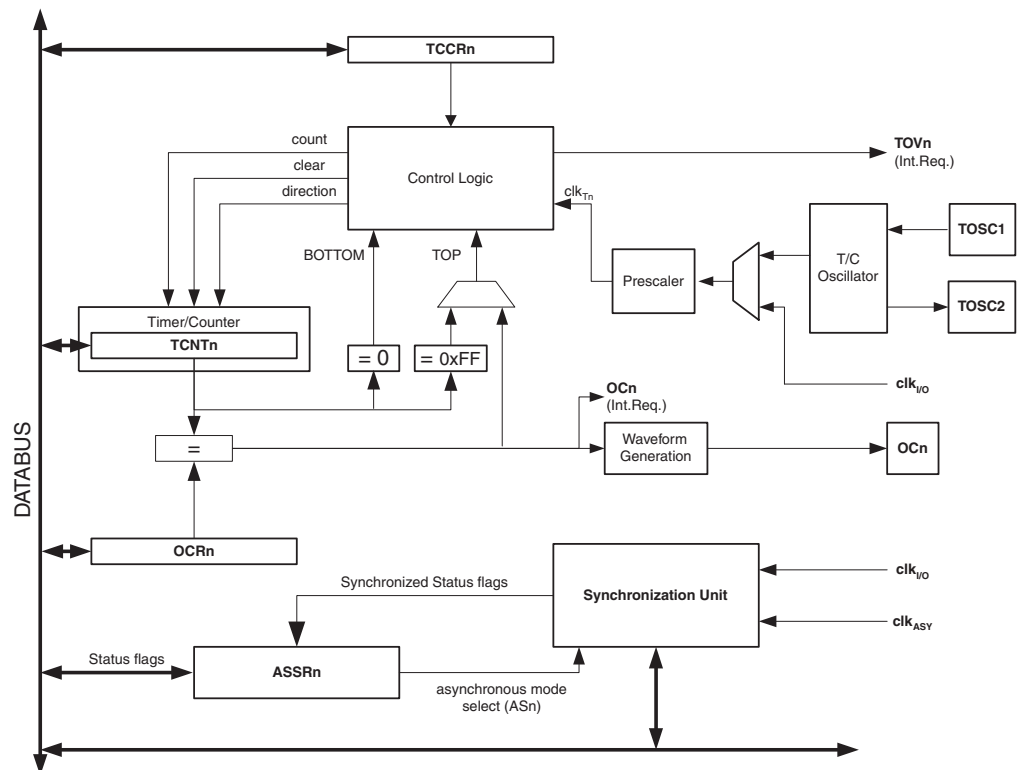 TCCRn
count
clear
direction
Control Logic
TOVn
(Int.Req.)
clkTn
BOTTOM
TOP
Prescaler
T/C
Oscillator
TOSC1
TOSC2
Timer/Counter
TCNTn
= 0
= 0xFF
clkI/O
OCn
(Int.Req.)
=
Waveform
Generation
OCn
DATABUS
OCRn
Synchronized Status flags
Synchronization Unit
clkI/O
clkASY
Status flags
ASSRn
asynchronous mode
select (ASn)